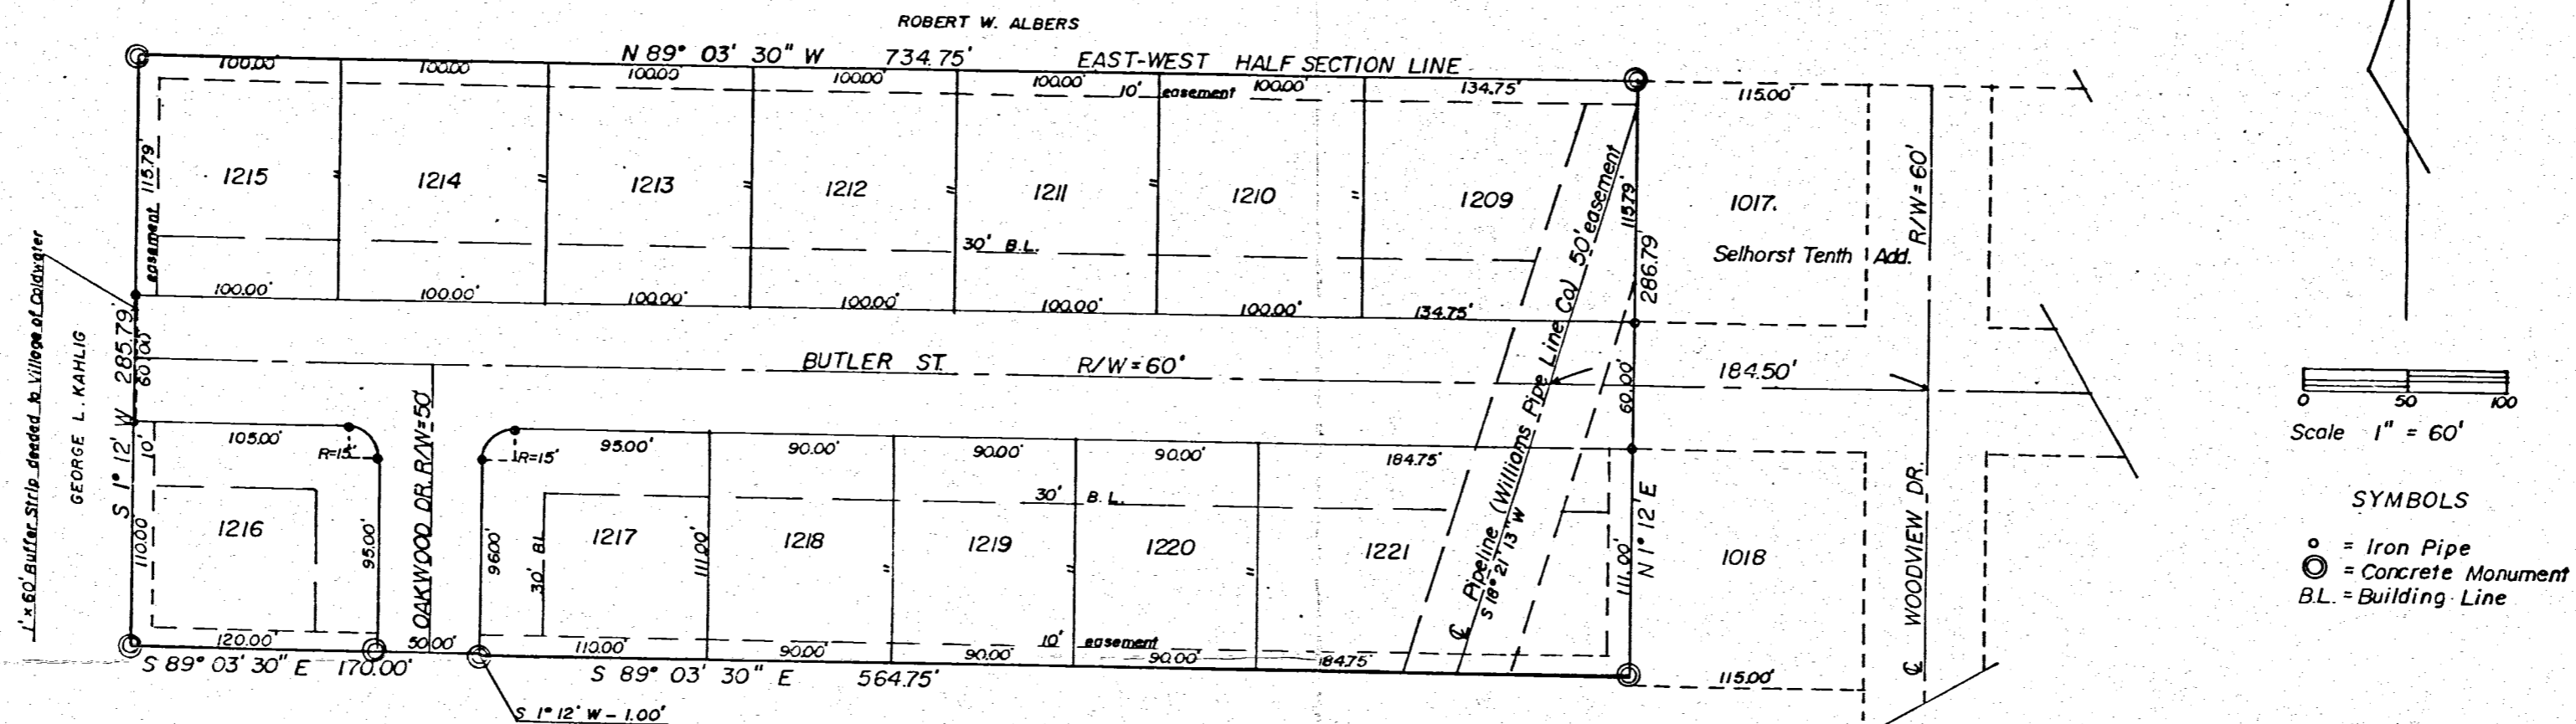 ROBERT W. ALBERS
N 89° 03' 30" W 734.75' EAST-WEST HALF SECTION LINE
100.00' 100.00' 100.00' 100.00' 100.00' 100.00' 134.75' 115.00'
10' easement
1215 1214 1213 1212 1211 1210 1209 1017.
" " " " " "
easement 115.79'
115.79'
286.79'
Selhorst Tenth Add.
R/W=60'
30' B.L.
100.00' 100.00' 100.00' 100.00' 100.00' 100.00' 134.75'
1' x 60' Buffer Strip deeded to Village of Coldwater
GEORGE L. KAHLIG
S 1° 12' W 285.79'
60.00'
BUTLER ST. R/W=60'
184.50'
60.00'
Pipeline (Williams Pipe Line Co.) 50' easement
S 18° 21' 13" W
10'
105.00' R=15' R=15' 95.00' 90.00' 90.00' 90.00' 184.75'
OAKWOOD DR. R/W=50'
30' B.L.
1216 1217 1218 1219 1220 1221 1018
110.00' 95.00' 96.00' 30' B.L. 111.00' " " " 111.00'
N 1° 12' E
℄ WOODVIEW DR.
10' easement
120.00' 50.00' 110.00' 90.00' 90.00' 90.00' 184.75' 115.00'
S 89° 03' 30" E 170.00' S 89° 03' 30" E 564.75'
S 1° 12' W - 1.00'
0 50 100
Scale 1" = 60'
SYMBOLS
= Iron Pipe
= Concrete Monument
B.L. = Building Line